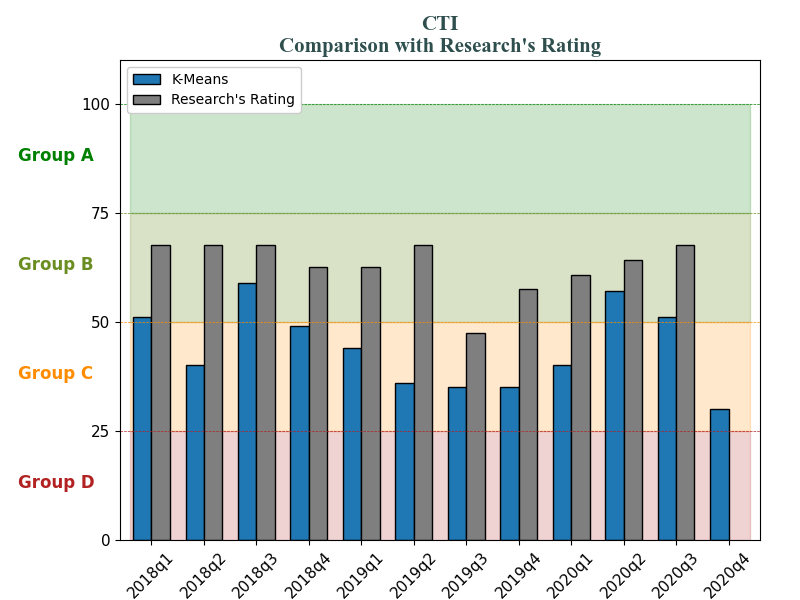 CTI
Comparison with Research's Rating
K-Means
Research's Rating
100
Group A
75
Group B
50
Group C
25
Group D
0
2018q1
2018q2
2018q3
2018q4
2019q1
2019q2
2019q3
2019q4
2020q1
2020q2
2020q3
2020q4